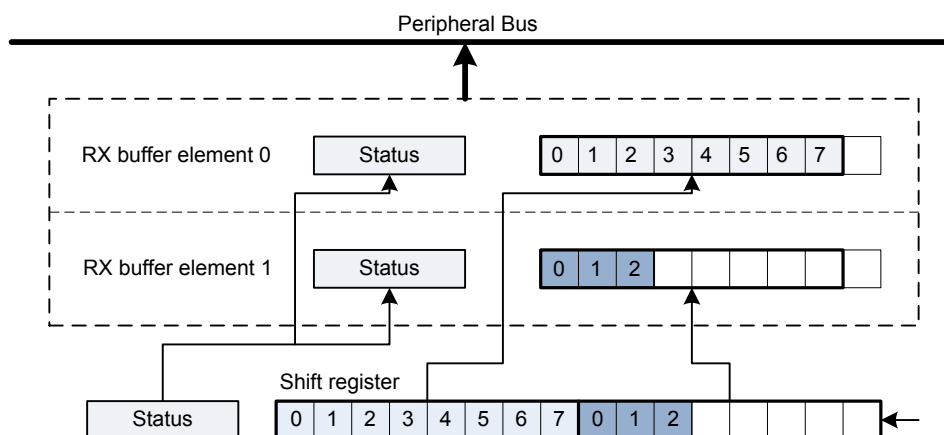 Peripheral Bus
RX buffer element 0 Status 0 1 2 3 4 5 6 7
RX buffer element 1 Status 0 1 2
Shift register
Status 0 1 2 3 4 5 6 7 0 1 2